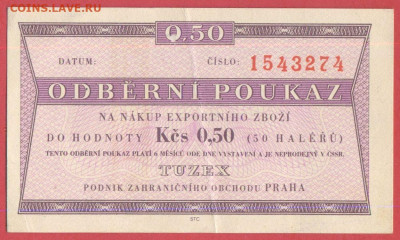 COINS.ЛАВЕ.RU
0.50
DATUM:
ČÍSLO: 1543274
ODBĚRNÍ POUKAZ
NA NÁKUP EXPORTNÍHO ZBOŽÍ
DO HODNOTY Kčs 0,50 (50 HALÉŘŮ)
TENTO ODBĚRNÍ POUKAZ PLATÍ 6 MĚSÍCŮ ODE DNE VYSTAVENÍ A JE NEPRODEJNÝ V ČSSR.
TUZEX
PODNIK ZAHRANIČNÍHO OBCHODU PRAHA
STC